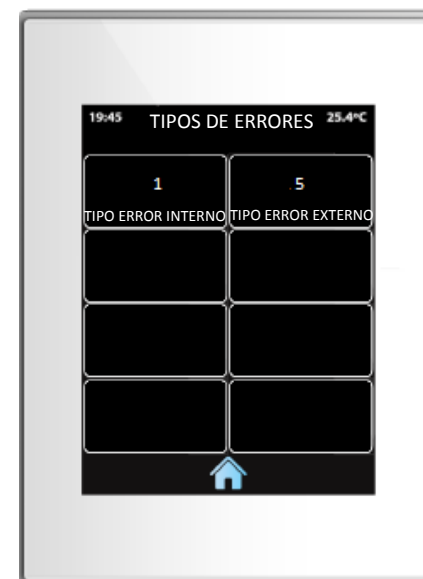 19:45 TIPOS DE ERRORES 25.4ºC
1 5
TIPO ERROR INTERNO TIPO ERROR EXTERNO